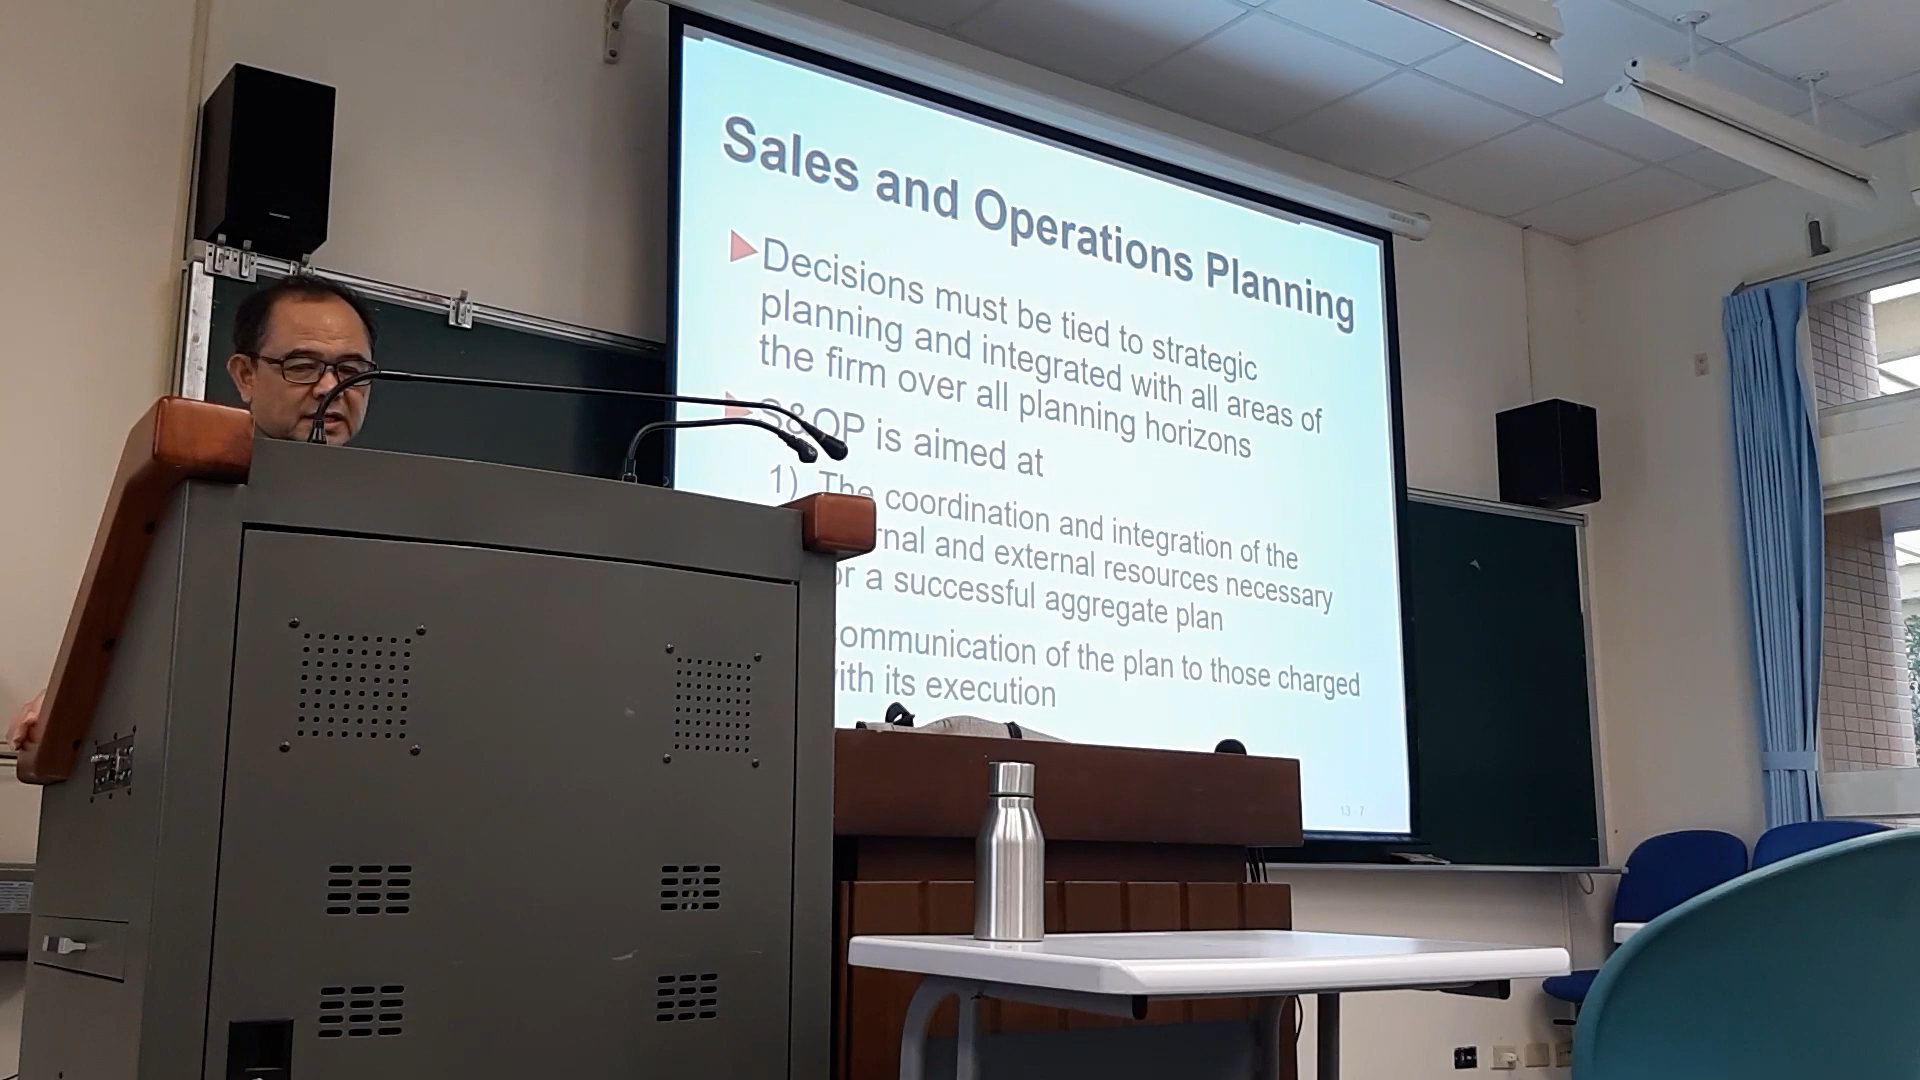 Sales and Operations Planning
Decisions must be tied to strategic
planning and integrated with all areas of
the firm over all planning horizons
S&OP is aimed at
1) The coordination and integration of the
rnal and external resources necessary
or a successful aggregate plan
ommunication of the plan to those charged
ith its execution
13 - 7